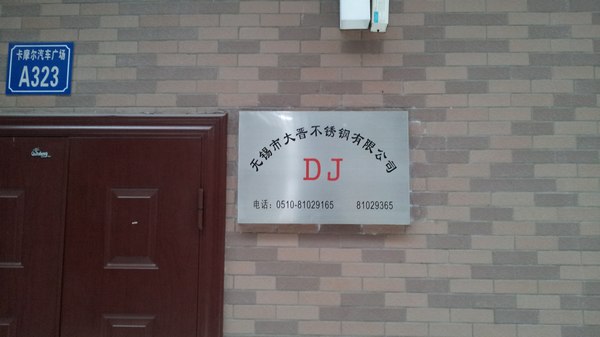 卡摩尔汽车广场
A323
无锡市大晋不锈钢有限公司
DJ
电话：0510-81029165 81029365